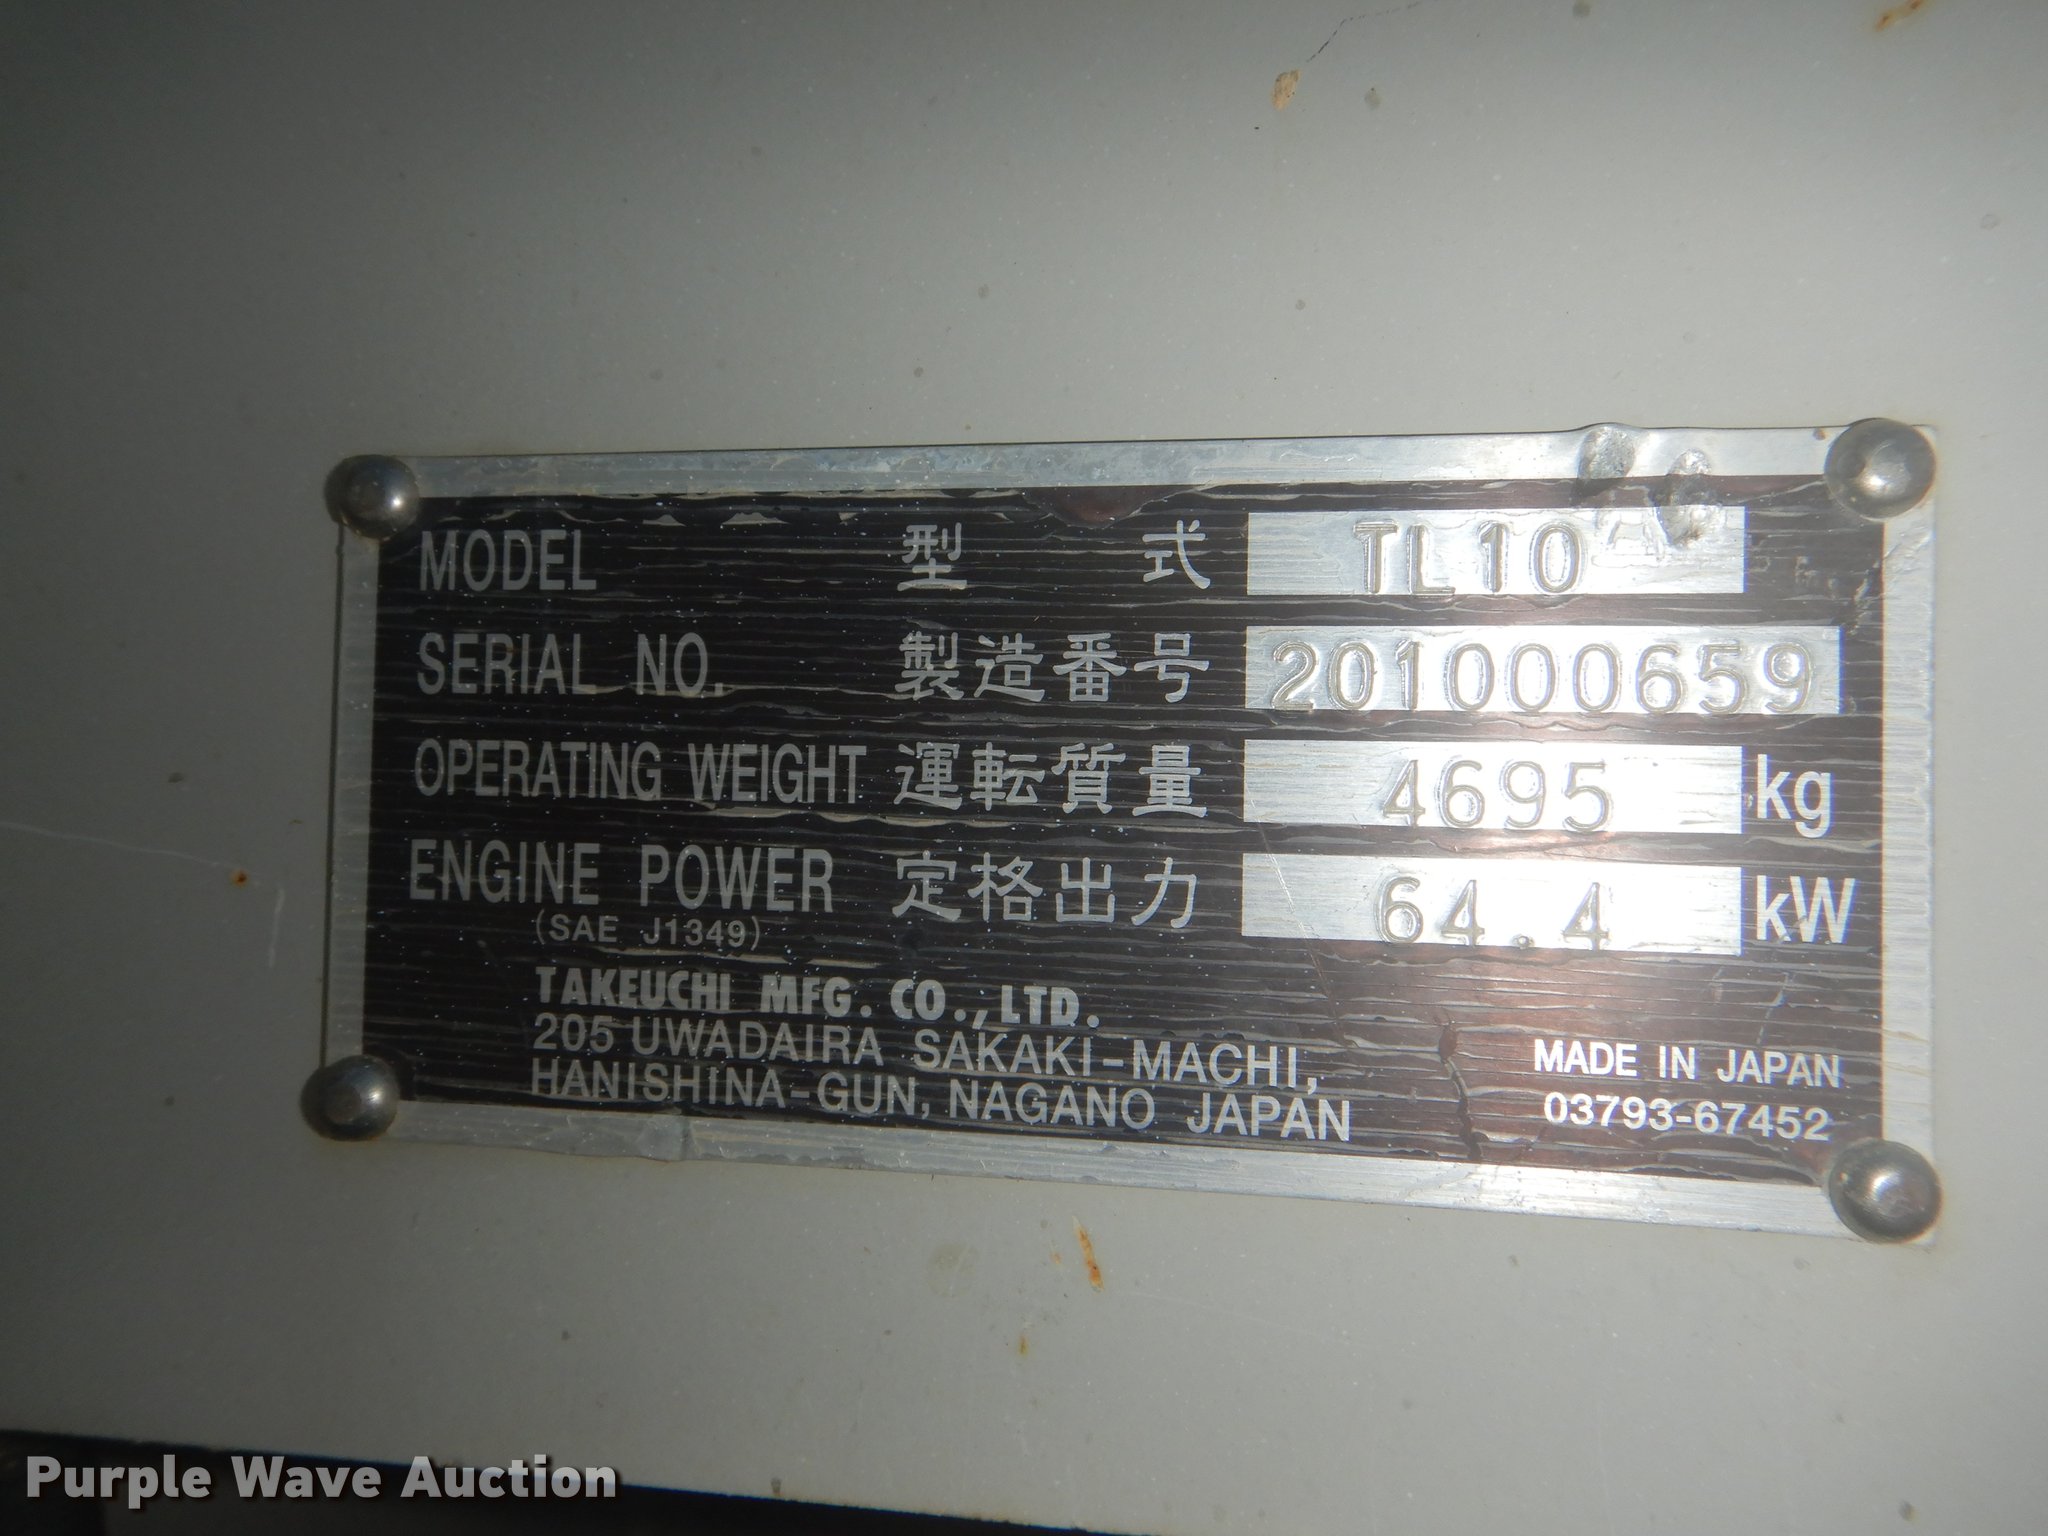 MODEL 型式 TL10
SERIAL NO. 製造番号 201000659
OPERATING WEIGHT 運転質量 4695 kg
ENGINE POWER 定格出力 64.4 kW
(SAE J1349)
TAKEUCHI MFG. CO., LTD.
205 UWADAIRA SAKAKI-MACHI,
HANISHINA-GUN, NAGANO JAPAN
MADE IN JAPAN
03793-67452
Purple Wave Auction